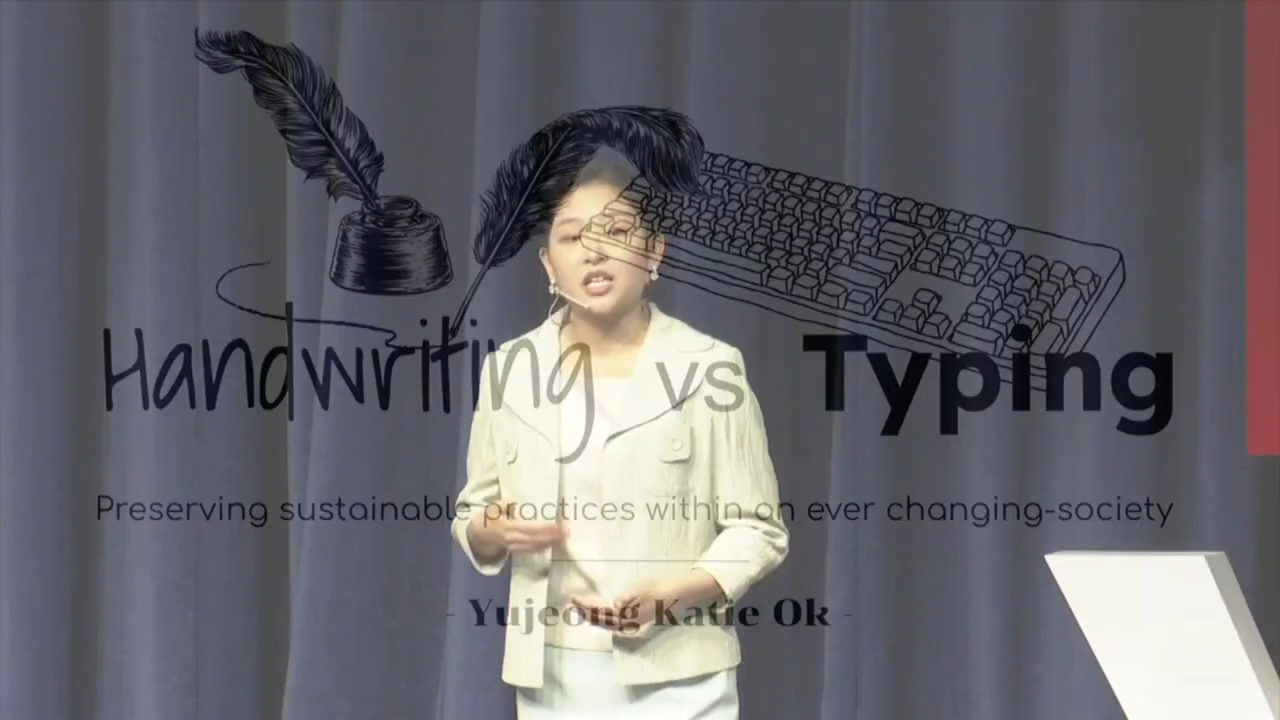 Handwriting vs Typing
Preserving sustainable practices within an ever changing-society
- Yujeong Katie Ok -